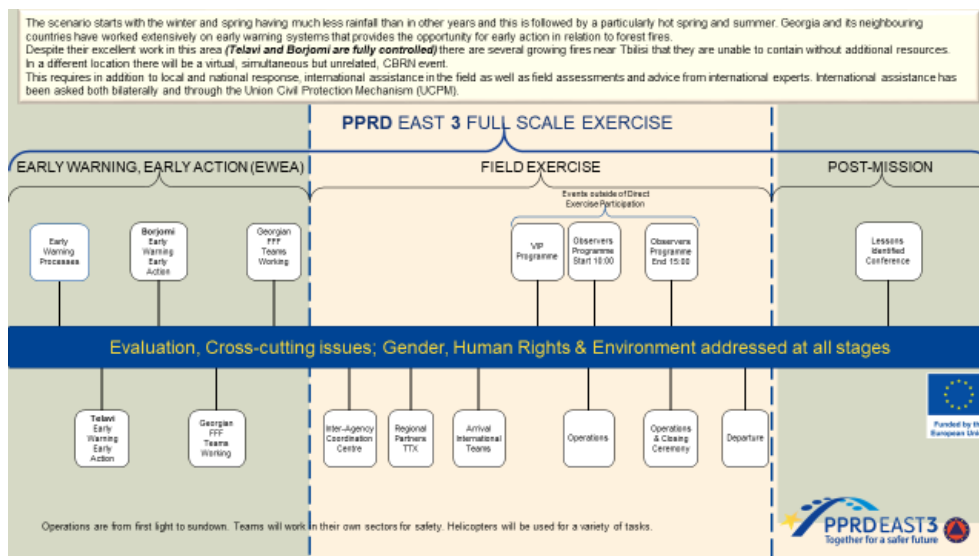 The scenario starts with the winter and spring having much less rainfall than in other years and this is followed by a particularly hot spring and summer. Georgia and its neighbouring
countries have worked extensively on early warning systems that provides the opportunity for early action in relation to forest fires.
Despite their excellent work in this area (Telavi and Borjomi are fully controlled) there are several growing fires near Tbilisi that they are unable to contain without additional resources.
In a different location there will be a virtual, simultaneous but unrelated, CBRN event.
This requires in addition to local and national response, international assistance in the field as well as field assessments and advice from international experts. International assistance has
been asked both bilaterally and through the Union Civil Protection Mechanism (UCPM).
PPRD EAST 3 FULL SCALE EXERCISE
EARLY WARNING, EARLY ACTION (EWEA)
FIELD EXERCISE
POST-MISSION
Events outside of Direct
Exercise Participation
Early
Warning
Processes
Borjomi
Early
Warning
Early
Action
Georgian
FFF
Teams
Working
VIP
Programme
Observers
Programme
Start 10:00
Observers
Programme
End 15:00
Lessons
Identified
Conference
Evaluation, Cross-cutting issues; Gender, Human Rights & Environment addressed at all stages
Telavi
Early
Warning
Early
Action
Georgian
FFF
Teams
Working
Inter-Agency
Coordination
Centre
Regional
Partners
TTX
Arrival
International
Teams
Operations
Operations
& Closing
Ceremony
Departure
Funded by the
European Union
Operations are from first light to sundown. Teams will work in their own sectors for safety. Helicopters will be used for a variety of tasks.
PPRDEAST3
Together for a safer future